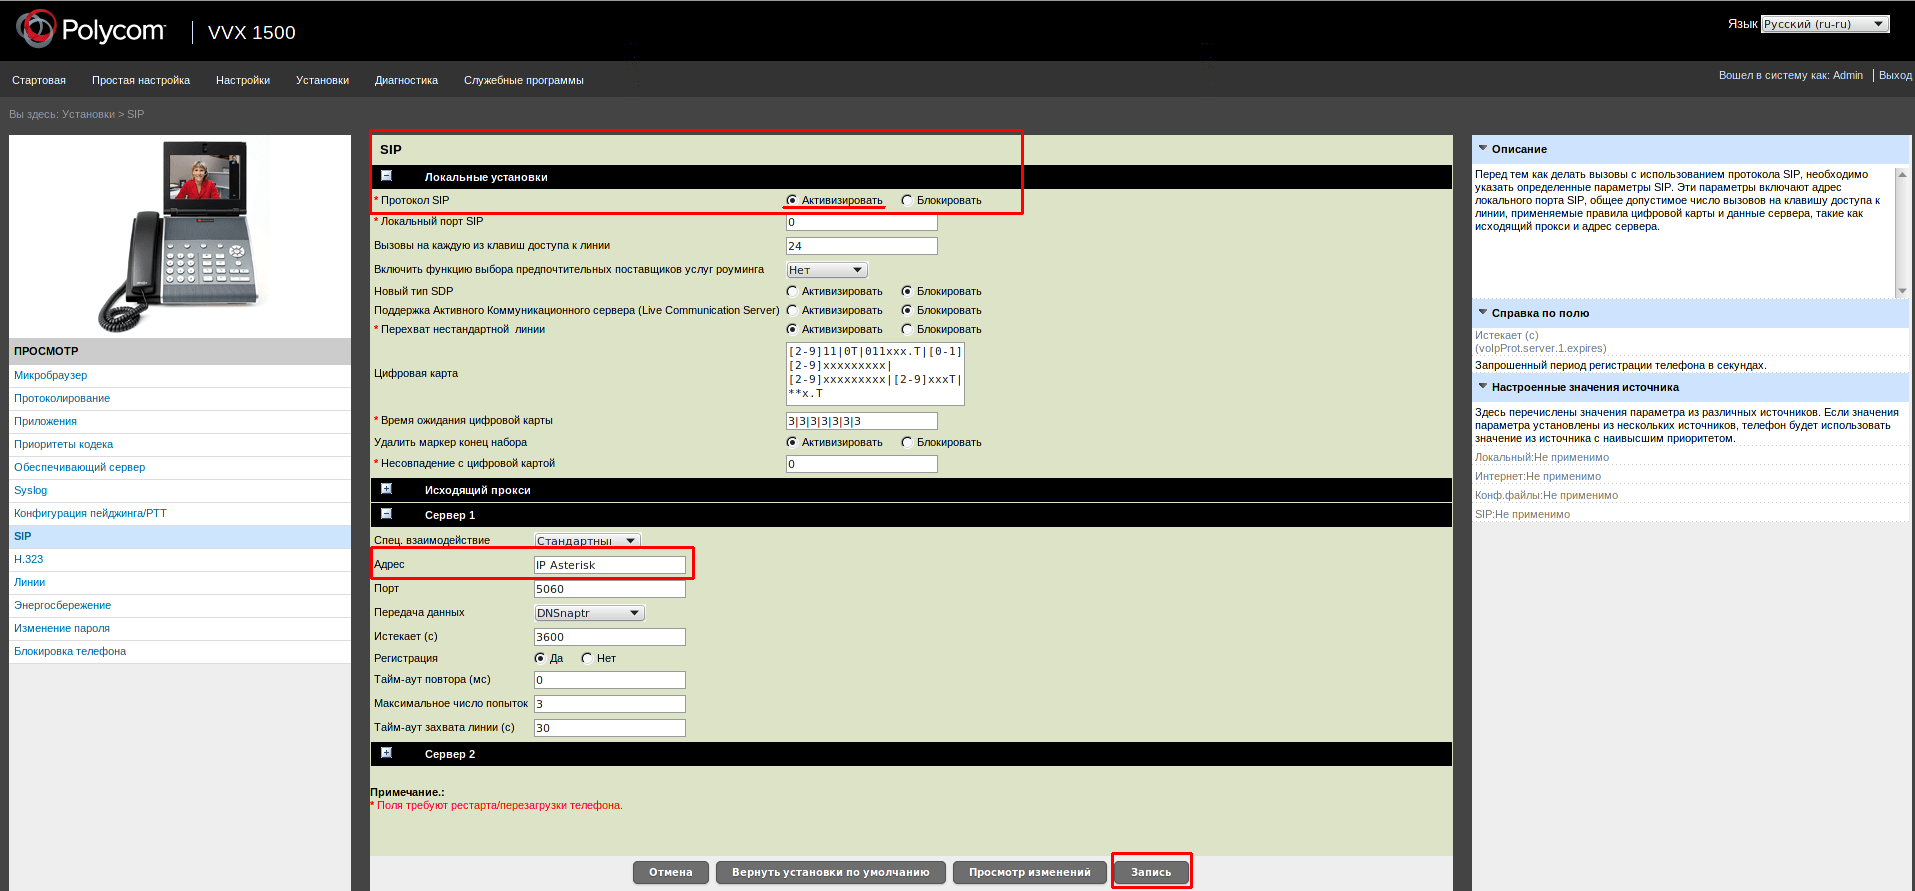 Polycom
VVX 1500
Язык Русский (ru-ru)
Стартовая Простая настройка Настройки Установки Диагностика Служебные программы
Вошел в систему как: Admin Выход
Вы здесь: Установки > SIP
ПРОСМОТР
Микробраузер
Протоколирование
Приложения
Приоритеты кодека
Обеспечивающий сервер
Syslog
Конфигурация пейджинга/PTT
SIP
H.323
Линии
Энергосбережение
Изменение пароля
Блокировка телефона
SIP
Локальные установки
* Протокол SIP Активизировать Блокировать
* Локальный порт SIP 0
Вызовы на каждую из клавиш доступа к линии 24
Включить функцию выбора предпочтительных поставщиков услуг роуминга Нет
Новый тип SDP Активизировать Блокировать
Поддержка Активного Коммуникационного сервера (Live Communication Server) Активизировать Блокировать
* Перехват нестандартной линии Активизировать Блокировать
Цифровая карта
[2-9]11|0T|011xxx.T|[0-1]
[2-9]xxxxxxxxx|
[2-9]xxxxxxxxx|[2-9]xxxT|
**x.T
* Время ожидания цифровой карты 3|3|3|3|3|3|3
Удалить маркер конец набора Активизировать Блокировать
* Несовпадение с цифровой картой 0
Исходящий прокси
Сервер 1
Спец. взаимодействие Стандартны
Адрес IP Asterisk
Порт 5060
Передача данных DNSnaptr
Истекает (с) 3600
Регистрация Да Нет
Тайм-аут повтора (мс) 0
Максимальное число попыток 3
Тайм-аут захвата линии (с) 30
Сервер 2
Примечание.:
* Поля требуют рестарта/перезагрузки телефона.
Отмена Вернуть установки по умолчанию Просмотр изменений Запись
Описание
Перед тем как делать вызовы с использованием протокола SIP, необходимо
указать определенные параметры SIP. Эти параметры включают адрес
локального порта SIP, общее допустимое число вызовов на клавишу доступа к
линии, применяемые правила цифровой карты и данные сервера, такие как
исходящий прокси и адрес сервера.
Справка по полю
Истекает (с)
(voIpProt.server.1.expires)
Запрошенный период регистрации телефона в секундах.
Настроенные значения источника
Здесь перечислены значения параметра из различных источников. Если значения
параметра установлены из нескольких источников, телефон будет использовать
значение из источника с наивысшим приоритетом.
Локальный:Не применимо
Интернет:Не применимо
Конф.файлы:Не применимо
SIP:Не применимо